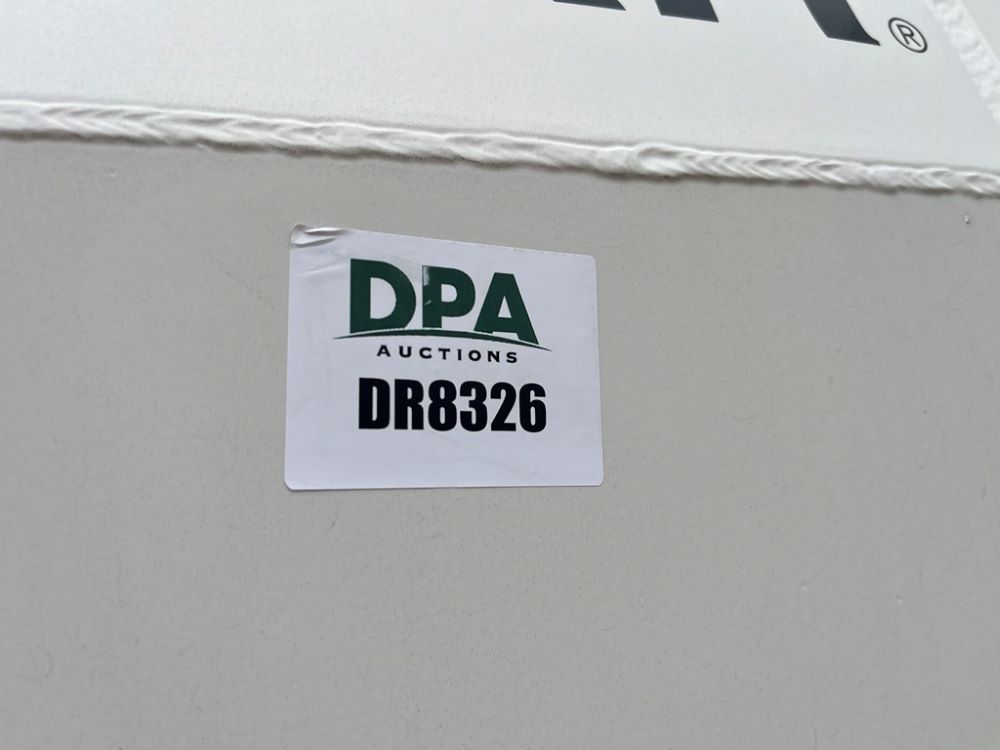 ®
DPA
AUCTIONS
DR8326